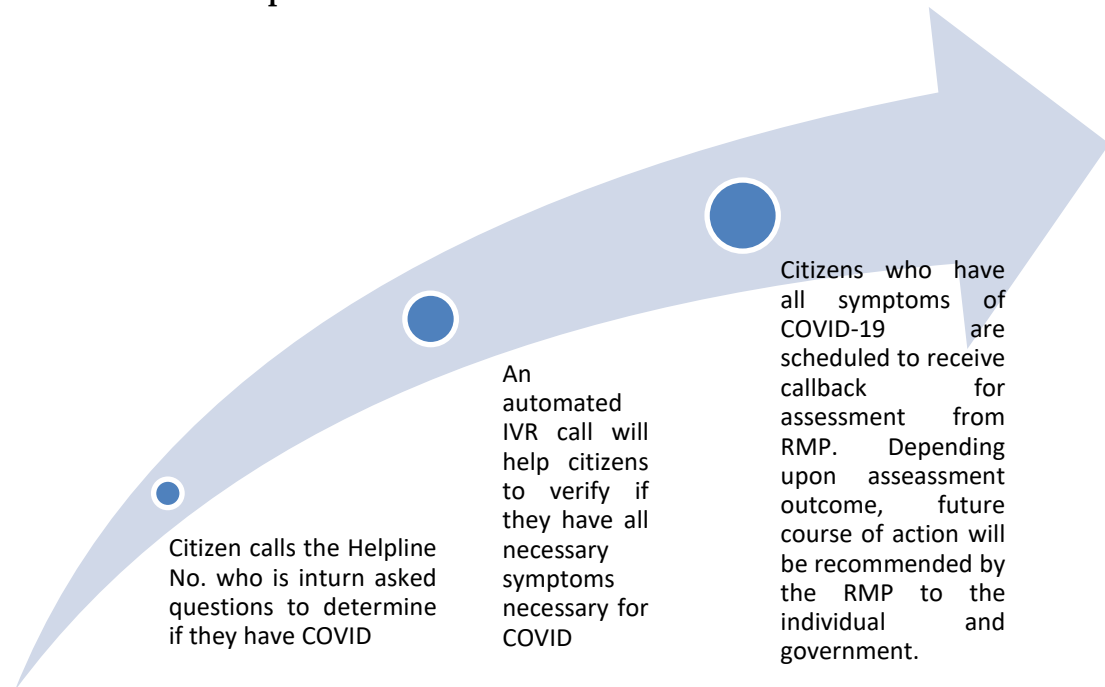 Citizen calls the Helpline
No. who is inturn asked
questions to determine
if they have COVID
An
automated
IVR call will
help citizens
to verify if
they have all
necessary
symptoms
necessary for
COVID
Citizens who have
all symptoms of
COVID-19 are
scheduled to receive
callback for
assessment from
RMP. Depending
upon asseassment
outcome, future
course of action will
be recommended by
the RMP to the
individual and
government.